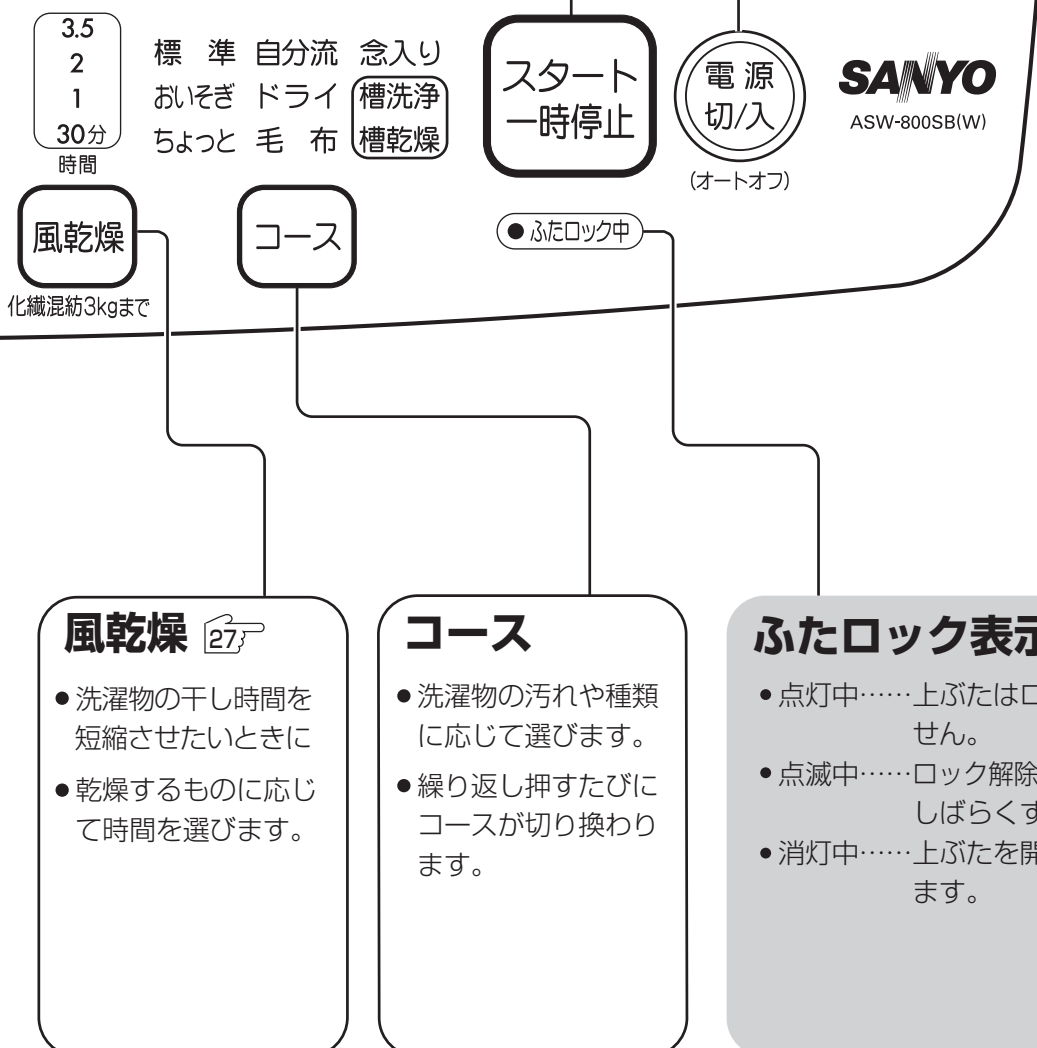 3.5
2
1
30分
時間
標 準 自分流 念入り
おいそぎ ドライ 槽洗浄
ちょっと 毛 布 槽乾燥
スタート
一時停止
電源
切/入
(オートオフ)
SANYO
ASW-800SB(W)
風乾燥
化繊混紡3kgまで
コース
● ふたロック中
風乾燥 27
● 洗濯物の干し時間を
短縮させたいときに
● 乾燥するものに応じ
て時間を選びます。
コース
● 洗濯物の汚れや種類
に応じて選びます。
● 繰り返し押すたびに
コースが切り換わり
ます。
ふたロック表示
● 点灯中……上ぶたはロ
せん。
● 点滅中……ロック解除
しばらくす
● 消灯中……上ぶたを開
ます。